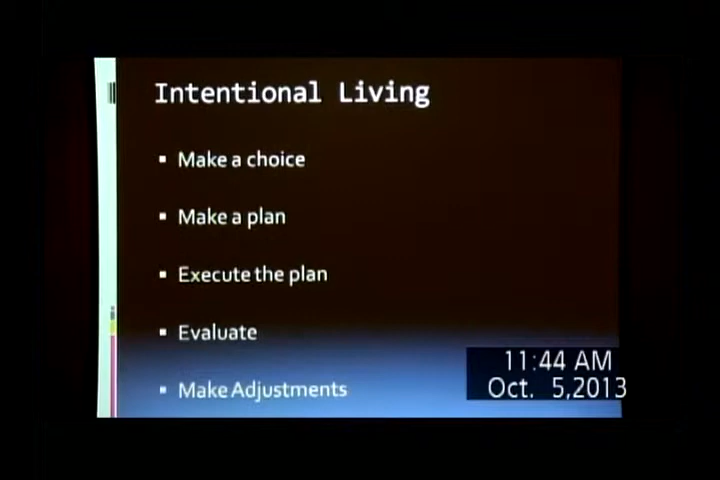 Intentional Living
▪ Make a choice
▪ Make a plan
▪ Execute the plan
▪ Evaluate
▪ Make Adjustments
11:44 AM
Oct. 5,2013